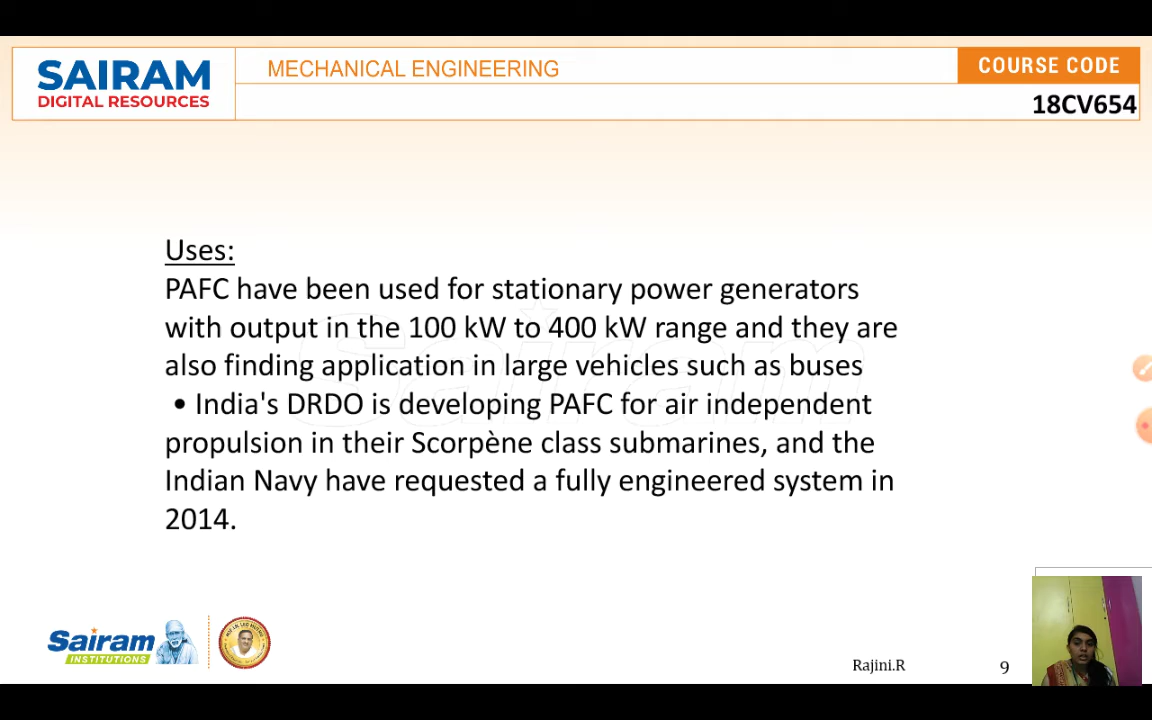 SAIRAM
DIGITAL RESOURCES
MECHANICAL ENGINEERING
COURSE CODE
18CV654
Uses:
PAFC have been used for stationary power generators
with output in the 100 kW to 400 kW range and they are
also finding application in large vehicles such as buses
• India's DRDO is developing PAFC for air independent
propulsion in their Scorpène class submarines, and the
Indian Navy have requested a fully engineered system in
2014.
Sairam
Sairam
INSTITUTIONS
Rajini.R
9